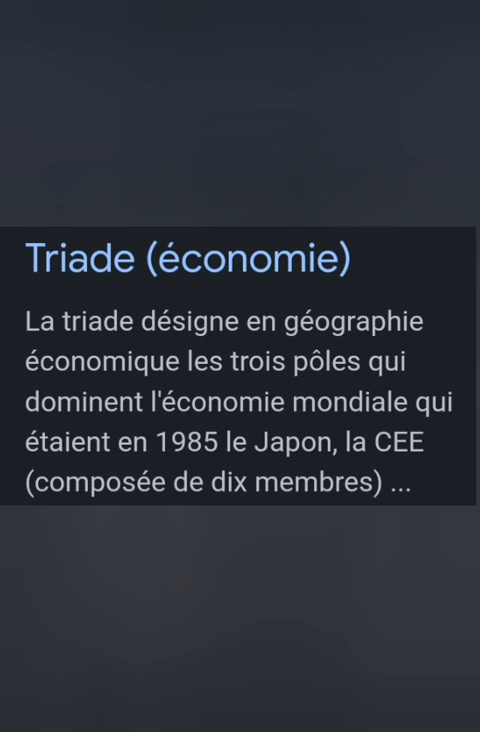 Triade (économie)
La triade désigne en géographie
économique les trois pôles qui
dominent l'économie mondiale qui
étaient en 1985 le Japon, la CEE
(composée de dix membres) ...